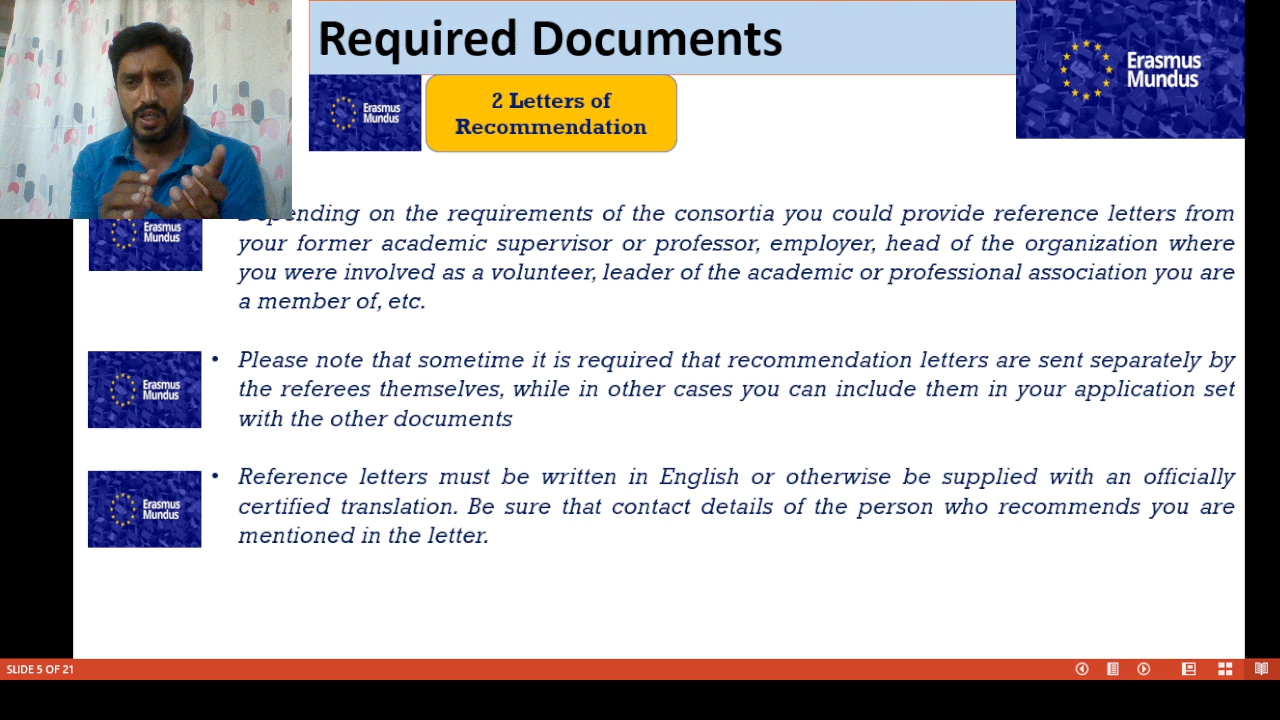 Required Documents
Erasmus
Mundus
Erasmus
Mundus
2 Letters of
Recommendation
Erasmus
Mundus
Depending on the requirements of the consortia you could provide reference letters from
your former academic supervisor or professor, employer, head of the organization where
you were involved as a volunteer, leader of the academic or professional association you are
a member of, etc.
Erasmus
Mundus
• Please note that sometime it is required that recommendation letters are sent separately by
the referees themselves, while in other cases you can include them in your application set
with the other documents
Erasmus
Mundus
• Reference letters must be written in English or otherwise be supplied with an officially
certified translation. Be sure that contact details of the person who recommends you are
mentioned in the letter.
SLIDE 5 OF 21